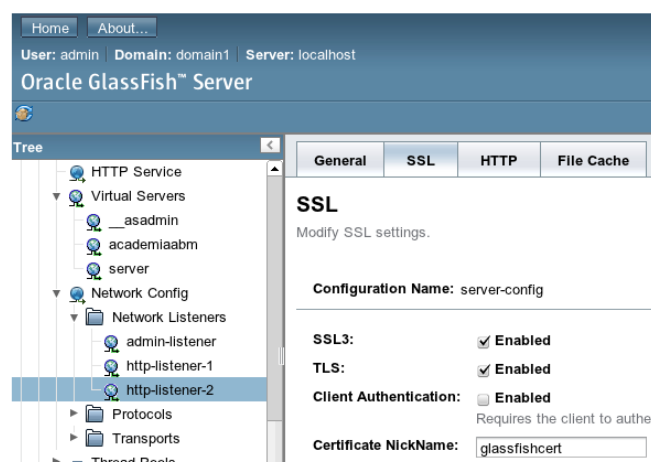 Home About...
User: admin Domain: domain1 Server: localhost
Oracle GlassFish™ Server
Tree
HTTP Service
Virtual Servers
__asadmin
academiaabm
server
Network Config
Network Listeners
admin-listener
http-listener-1
http-listener-2
Protocols
Transports
Thread Pools
General SSL HTTP File Cache
SSL
Modify SSL settings.
Configuration Name: server-config
SSL3: Enabled
TLS: Enabled
Client Authentication: Enabled
Requires the client to authe
Certificate NickName: glassfishcert